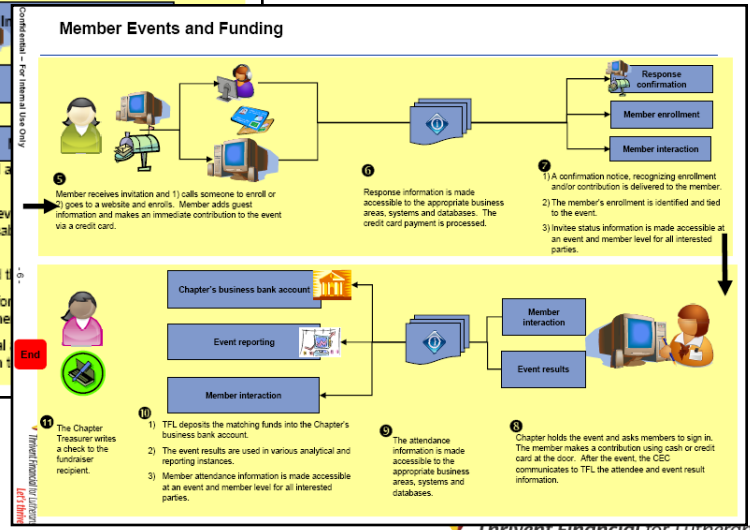 Member Events and Funding
Confidential – For Internal Use Only
Response
confirmation
Member enrollment
Member interaction
5
Member receives invitation and 1) calls someone to enroll or
2) goes to a website and enrolls. Member adds guest
information and makes an immediate contribution to the event
via a credit card.
6
Response information is made
accessible to the appropriate business
areas, systems and databases. The
credit card payment is processed.
7
1) A confirmation notice, recognizing enrollment
and/or contribution is delivered to the member.
2) The member's enrollment is identified and tied
to the event.
3) Invitee status information is made accessible at
an event and member level for all interested
parties.
- 6 -
Chapter's business bank account
Event reporting
Member interaction
Member
interaction
Event results
End
11
The Chapter
Treasurer writes
a check to the
fundraiser
recipient.
10
1) TFL deposits the matching funds into the Chapter's
business bank account.
2) The event results are used in various analytical and
reporting instances.
3) Member attendance information is made accessible
at an event and member level for all interested
parties.
9
The attendance
information is made
accessible to the
appropriate business
areas, systems and
databases.
8
Chapter holds the event and asks members to sign in.
The member makes a contribution using cash or credit
card at the door. After the event, the CEC
communicates to TFL the attendee and event result
information.
Thrivent Financial for Lutherans
Let's thrive
Thrivent Financial for Lutheran